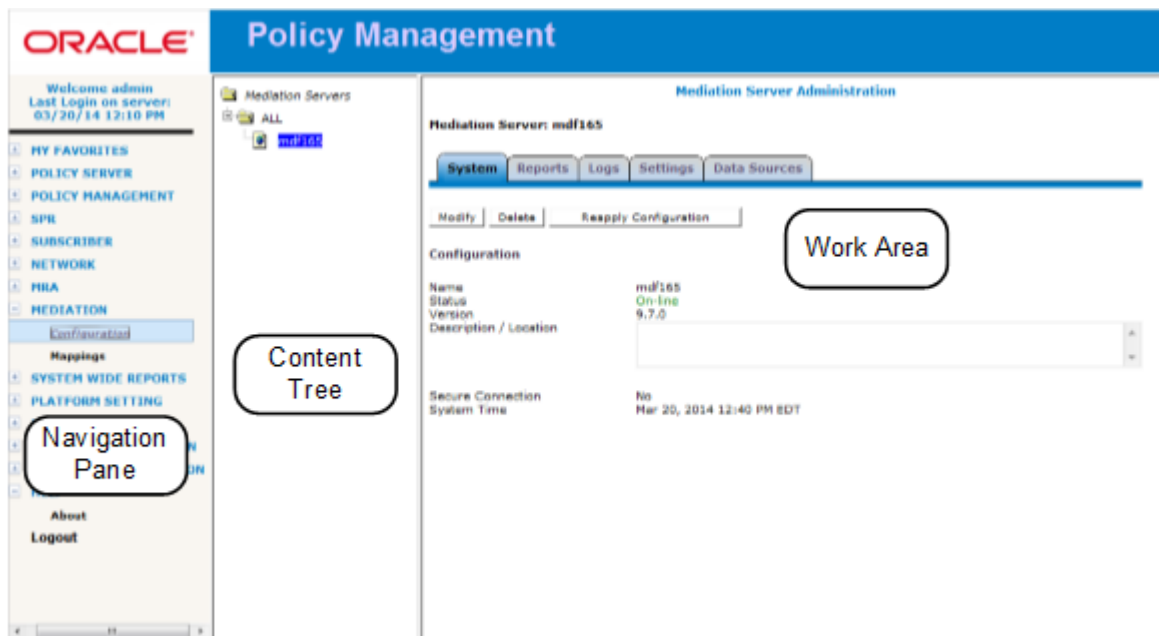 ORACLE
Policy Management
Welcome admin
Last Login on server:
03/20/14 12:10 PM
MY FAVORITES
POLICY SERVER
POLICY MANAGEMENT
SPR
SUBSCRIBER
NETWORK
MRA
MEDIATION
Configuration
Mappings
SYSTEM WIDE REPORTS
PLATFORM SETTING
N
ON
Navigation
Pane
About
Logout
Mediation Servers
ALL
mdf165
Content
Tree
Mediation Server Administration
Mediation Server: mdf165
System Reports Logs Settings Data Sources
Modify Delete Reapply Configuration
Work Area
Configuration
Name mdf165
Status On-line
Version 9.7.0
Description / Location
Secure Connection No
System Time Mar 20, 2014 12:40 PM EDT